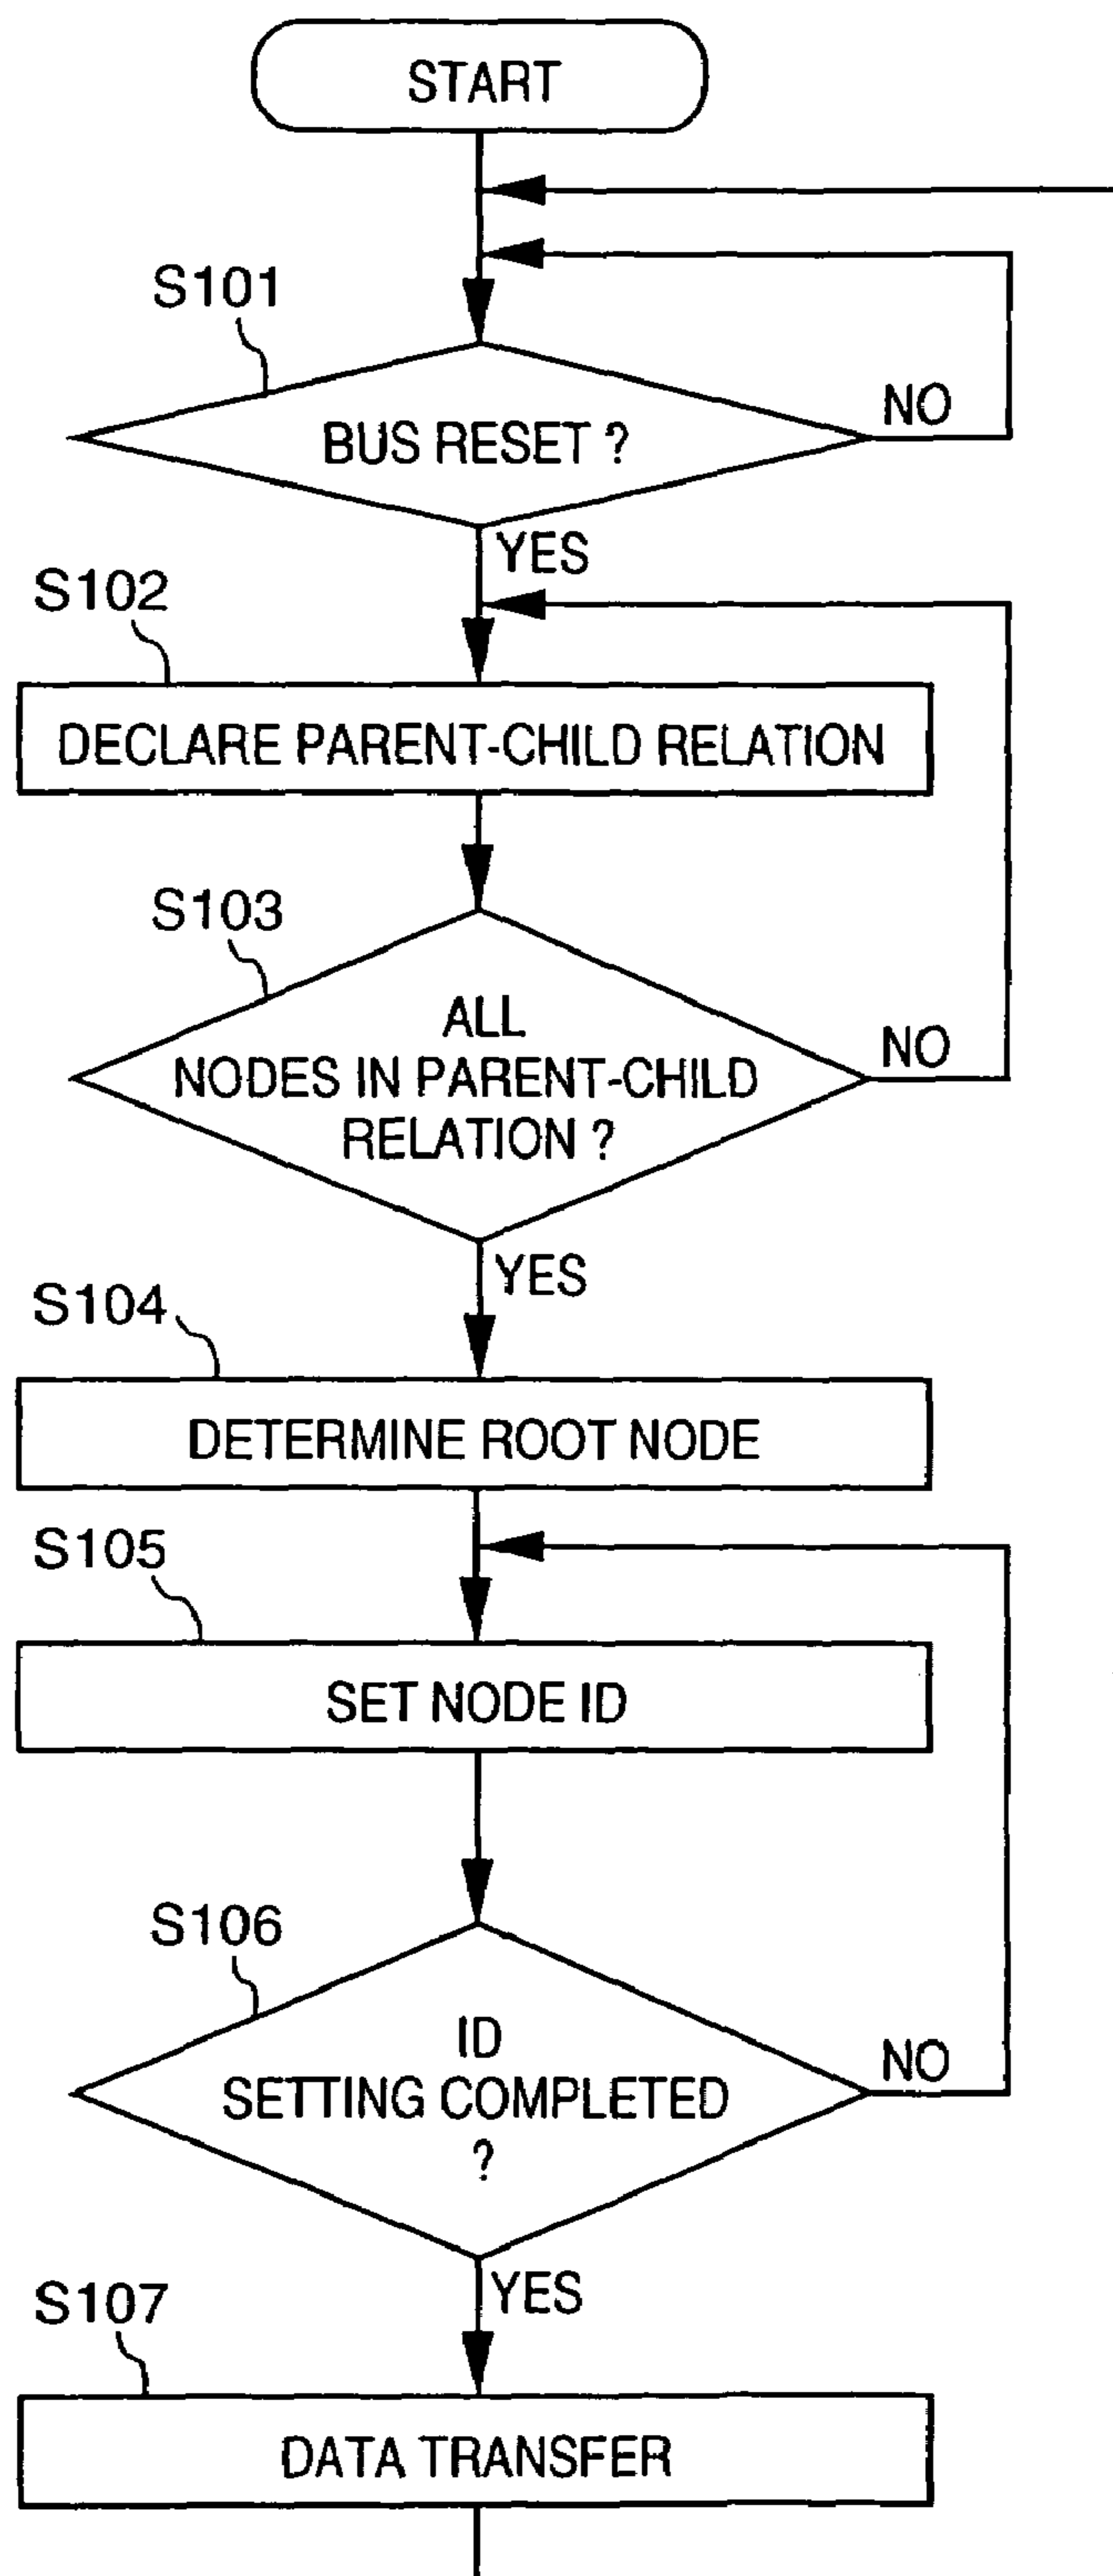 START
S101
BUS RESET ?
NO
YES
S102
DECLARE PARENT-CHILD RELATION
S103
ALL
NODES IN PARENT-CHILD
RELATION ?
NO
YES
S104
DETERMINE ROOT NODE
S105
SET NODE ID
S106
ID
SETTING COMPLETED
?
NO
YES
S107
DATA TRANSFER